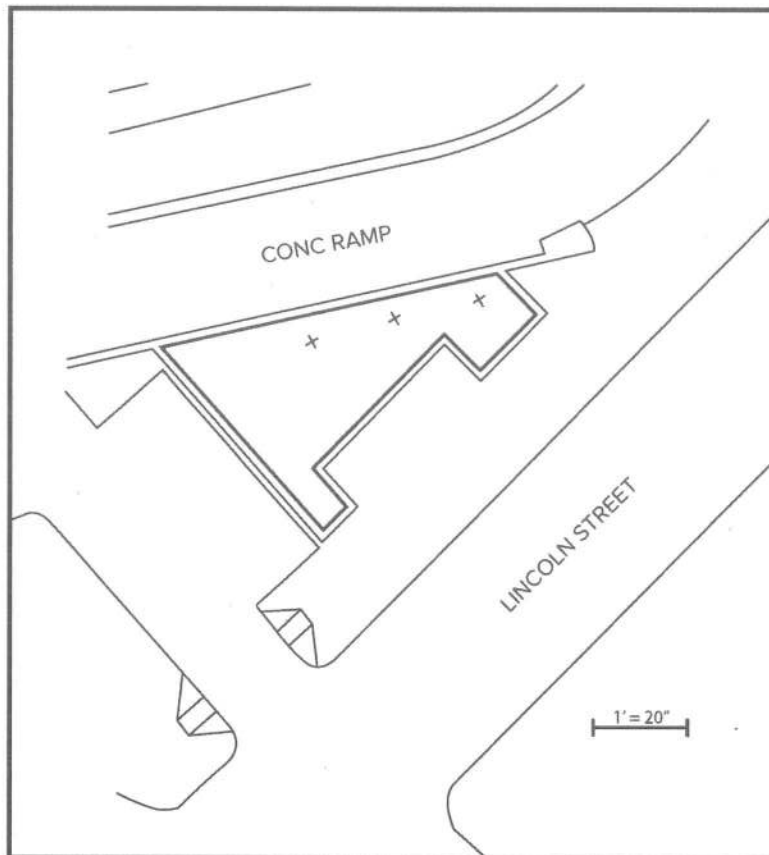 CONC RAMP
LINCOLN STREET
1' = 20"